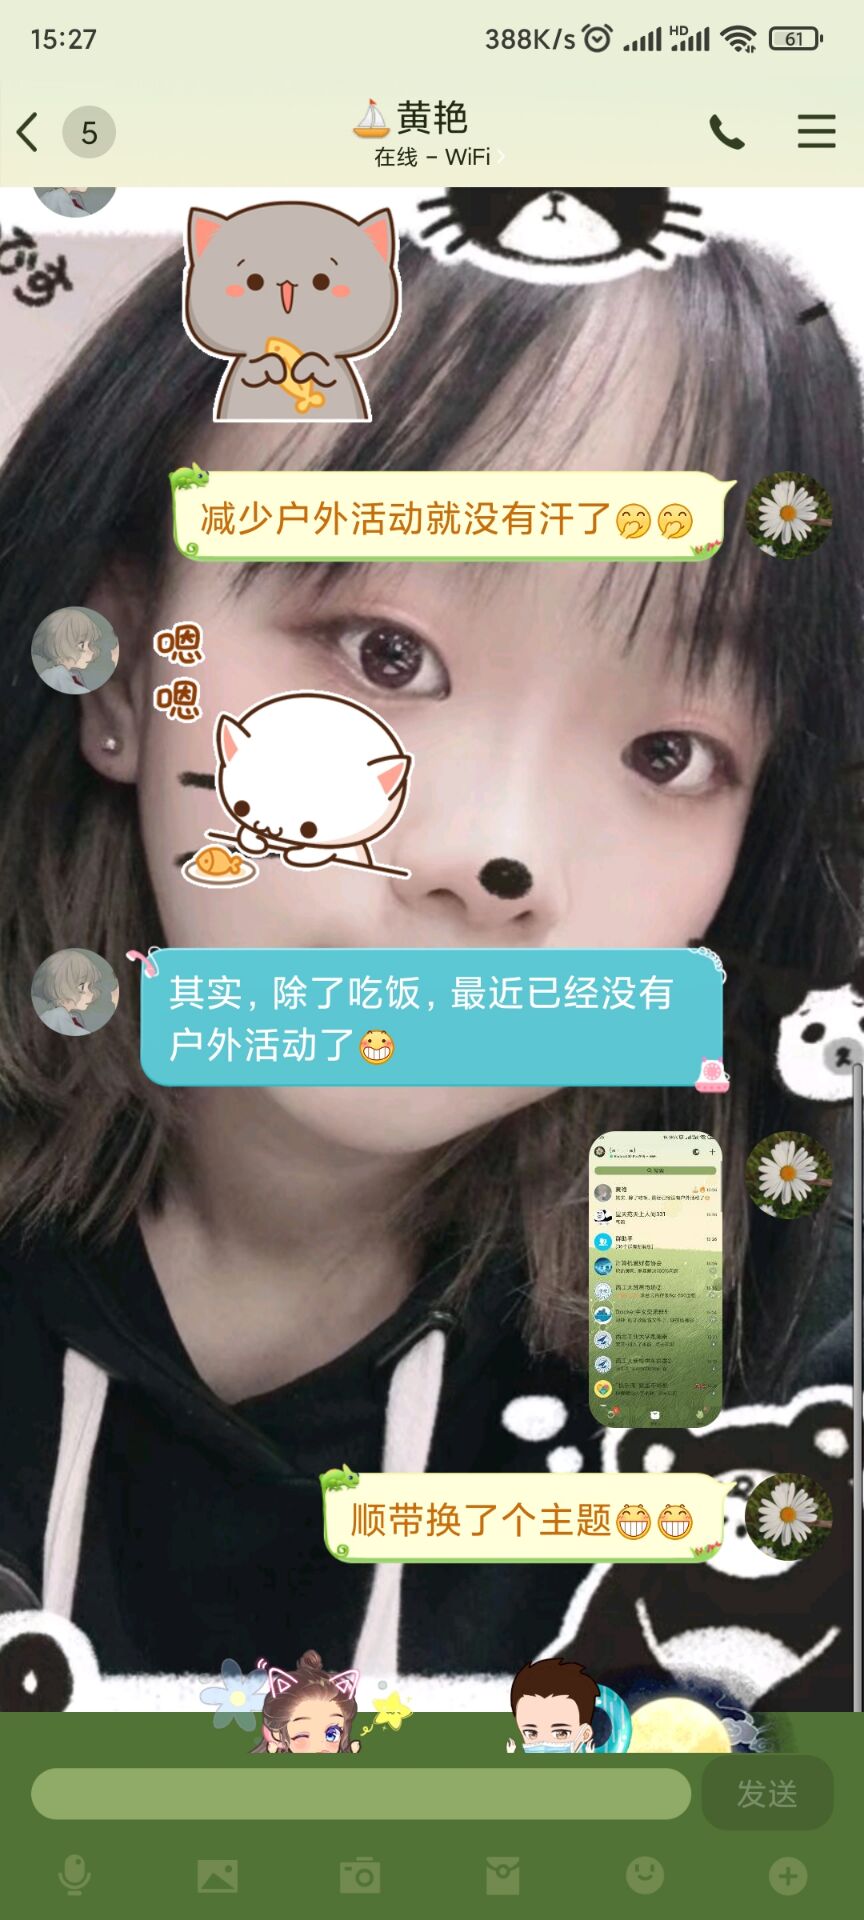 15:27
388K/s
HD
61
5
黄艳
在线 - WiFi
减少户外活动就没有汗了
嗯
嗯
其实，除了吃饭，最近已经没有
户外活动了
顺带换了个主题
发送